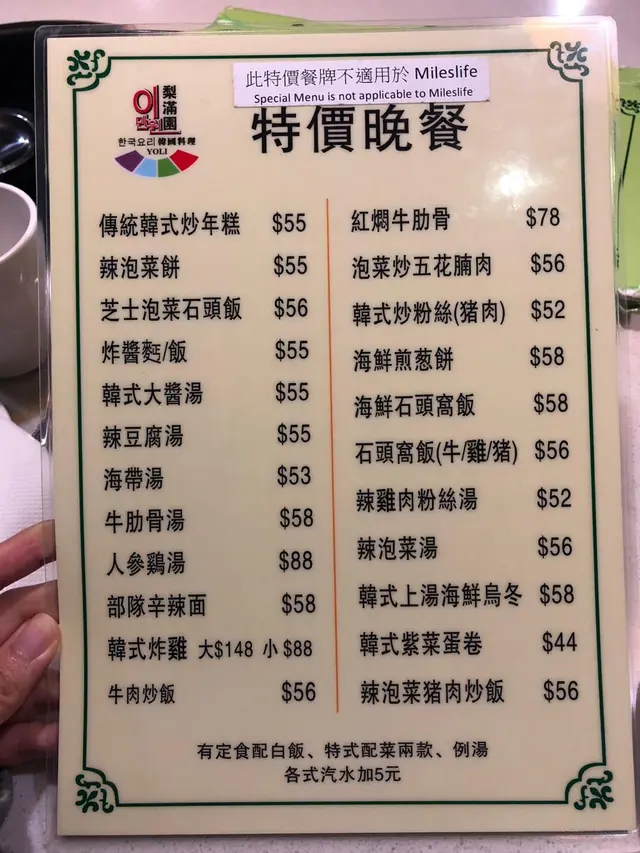 此特價餐牌不適用於 Mileslife
Special Menu is not applicable to Mileslife
梨滿園
한국요리 韓國料理
YOLI
特價晚餐
傳統韓式炒年糕 $55
辣泡菜餅 $55
芝士泡菜石頭飯 $56
炸醬麵/飯 $55
韓式大醬湯 $55
辣豆腐湯 $55
海帶湯 $53
牛肋骨湯 $58
人參鷄湯 $88
部隊辛辣面 $58
韓式炸雞 大$148 小 $88
牛肉炒飯 $56
紅燜牛肋骨 $78
泡菜炒五花腩肉 $56
韓式炒粉絲(猪肉) $52
海鮮煎葱餅 $58
海鮮石頭窩飯 $58
石頭窩飯(牛/雞/猪) $56
辣雞肉粉絲湯 $52
辣泡菜湯 $56
韓式上湯海鮮烏冬 $58
韓式紫菜蛋卷 $44
辣泡菜猪肉炒飯 $56
有定食配白飯、特式配菜兩款、例湯
各式汽水加5元